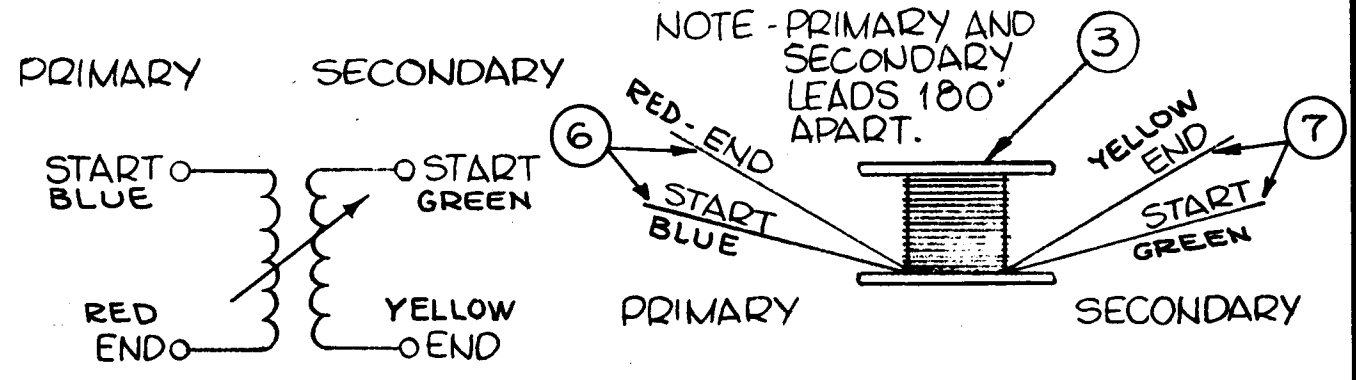 PRIMARY
SECONDARY
START
BLUE
START
GREEN
RED
END
YELLOW
END
NOTE - PRIMARY AND
SECONDARY
LEADS 180°
APART.
3
6
RED - END
START
BLUE
YELLOW
END
7
START
GREEN
PRIMARY
SECONDARY